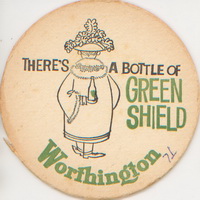 THERE'S A BOTTLE OF
GREEN
SHIELD
Worthington